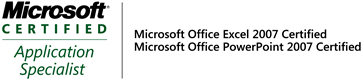 Microsoft®
CERTIFIED
Application
Specialist
Microsoft Office Excel 2007 Certified
Microsoft Office PowerPoint 2007 Certified